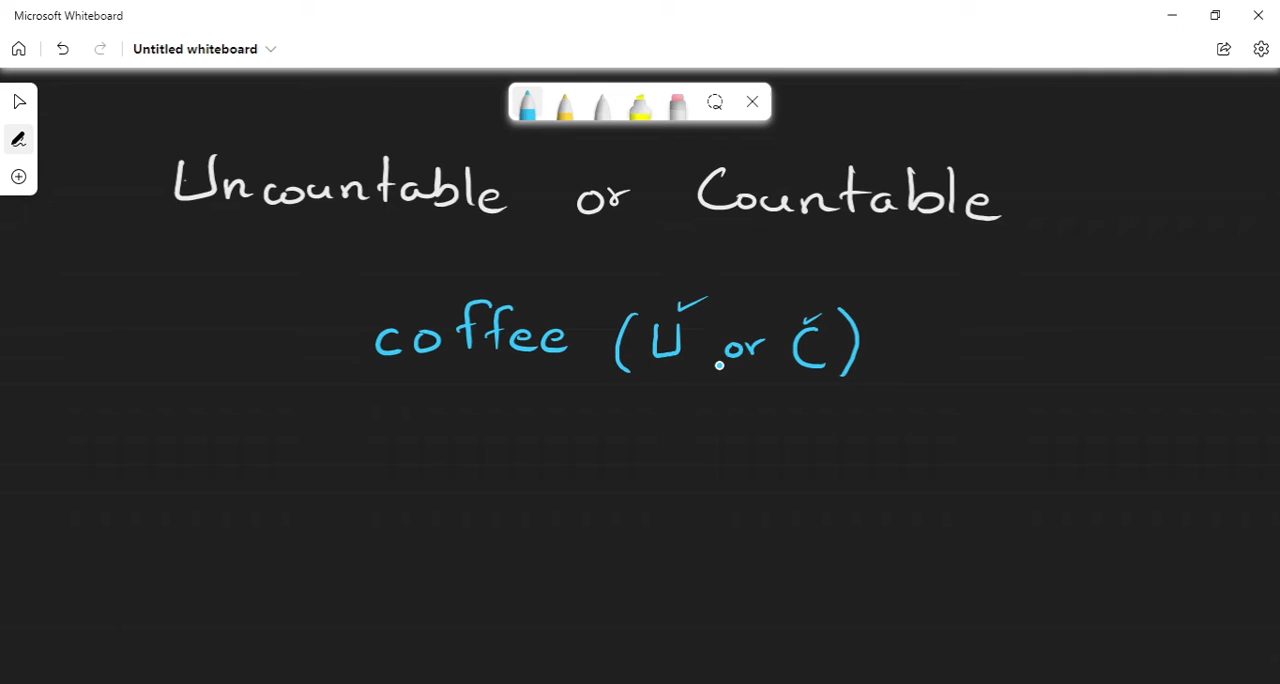 Microsoft Whiteboard
Untitled whiteboard
Uncountable or Countable
coffee (U or C)